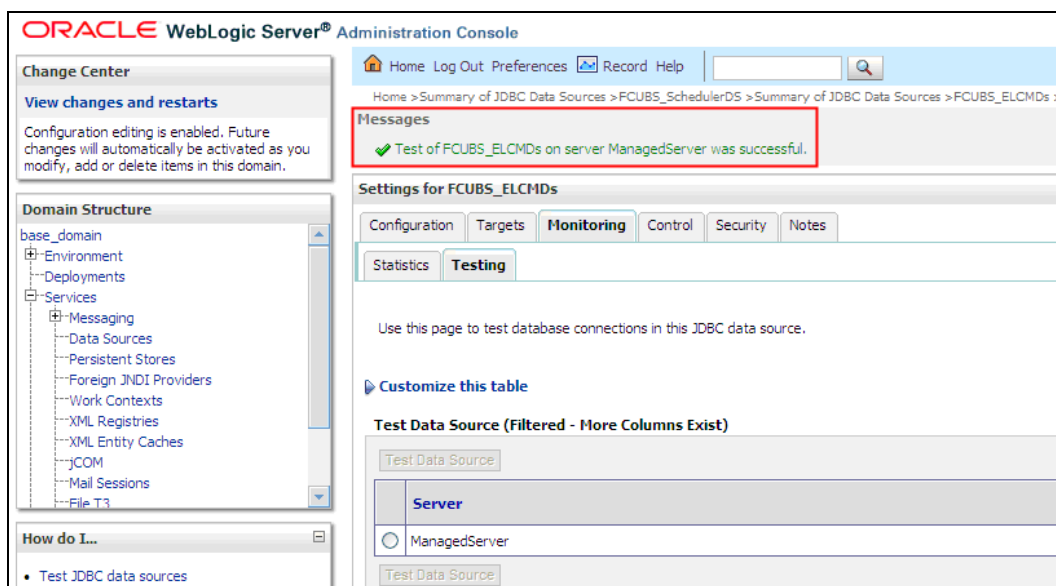 ORACLE WebLogic Server® Administration Console
Change Center
View changes and restarts
Configuration editing is enabled. Future
changes will automatically be activated as you
modify, add or delete items in this domain.
Domain Structure
base_domain
Environment
Deployments
Services
Messaging
Data Sources
Persistent Stores
Foreign JNDI Providers
Work Contexts
XML Registries
XML Entity Caches
jCOM
Mail Sessions
File T3
How do I...
Test JDBC data sources
Home Log Out Preferences Record Help
Home >Summary of JDBC Data Sources >FCUBS_SchedulerDS >Summary of JDBC Data Sources >FCUBS_ELCMDs >
Messages
Test of FCUBS_ELCMDs on server ManagedServer was successful.
Settings for FCUBS_ELCMDs
Configuration Targets Monitoring Control Security Notes
Statistics Testing
Use this page to test database connections in this JDBC data source.
Customize this table
Test Data Source (Filtered - More Columns Exist)
Test Data Source
Server
ManagedServer
Test Data Source